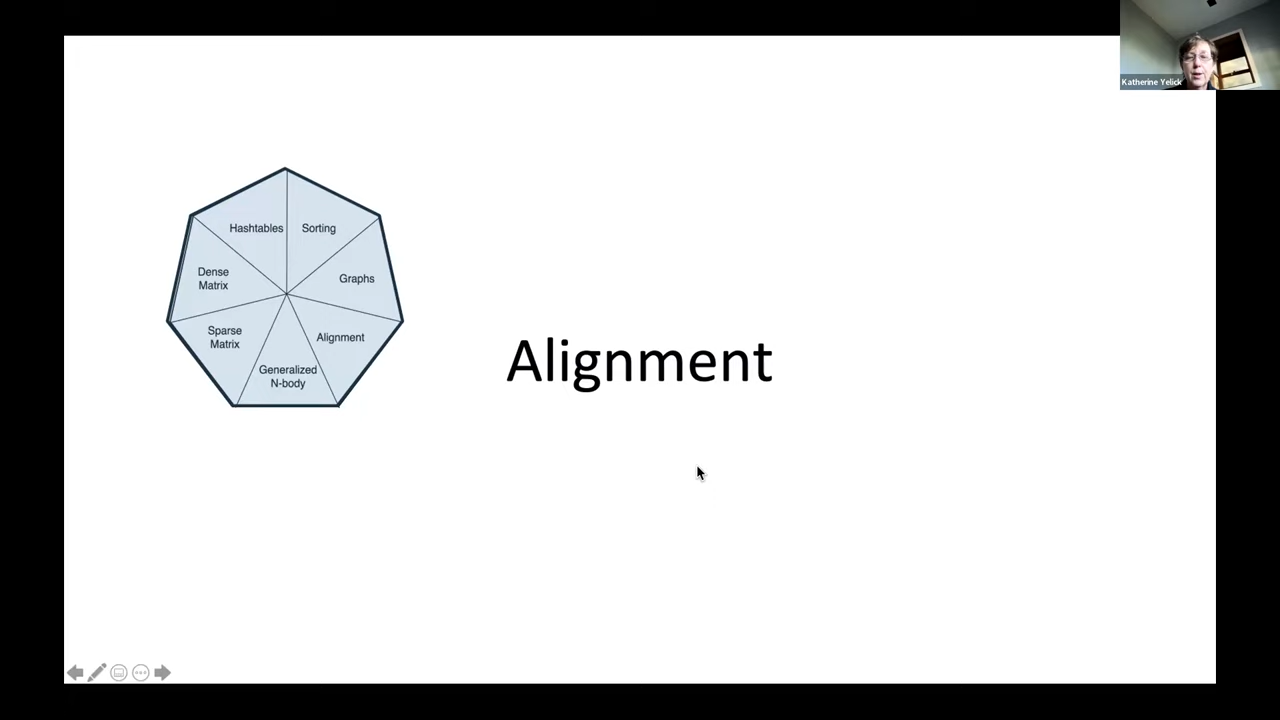 Katherine Yelick
Hashtables
Sorting
Dense
Matrix
Graphs
Sparse
Matrix
Alignment
Generalized
N-body
Alignment